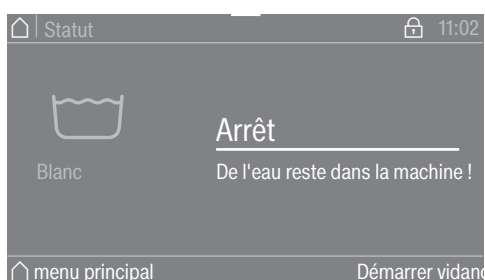 Statut 11:02
Arrêt
Blanc De l'eau reste dans la machine !
menu principal Démarrer vidang